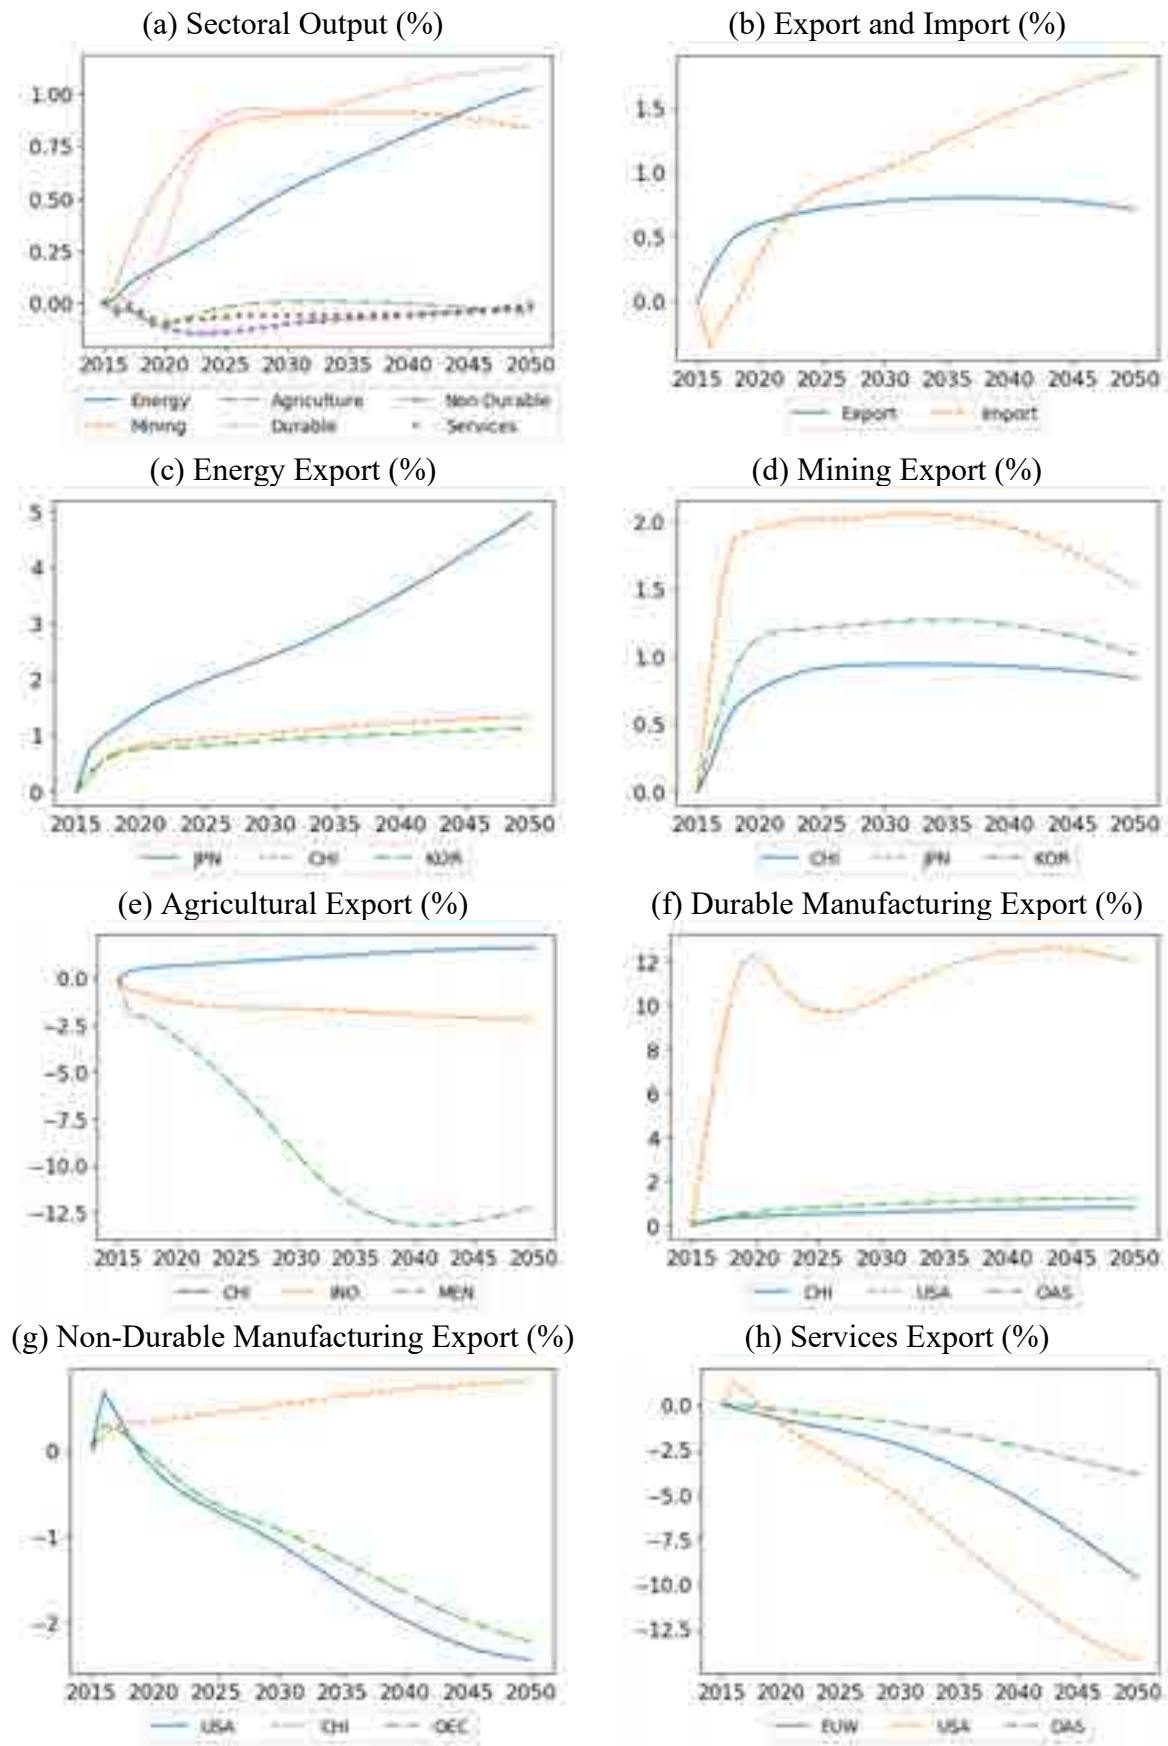 (a) Sectoral Output (%)
1.00
0.75
0.50
0.25
0.00
2015 2020 2025 2030 2035 2040 2045 2050
Energy Agriculture Non-Durable
Mining Durable Services
(b) Export and Import (%)
1.5
1.0
0.5
0.0
2015 2020 2025 2030 2035 2040 2045 2050
Export Import
(c) Energy Export (%)
5
4
3
2
1
0
2015 2020 2025 2030 2035 2040 2045 2050
JPN CHI KOR
(d) Mining Export (%)
2.0
1.5
1.0
0.5
0.0
2015 2020 2025 2030 2035 2040 2045 2050
CHI JPN KOR
(e) Agricultural Export (%)
0.0
−2.5
−5.0
−7.5
−10.0
−12.5
2015 2020 2025 2030 2035 2040 2045 2050
CHI INO MEN
(f) Durable Manufacturing Export (%)
12
10
8
6
4
2
0
2015 2020 2025 2030 2035 2040 2045 2050
CHI USA OAS
(g) Non-Durable Manufacturing Export (%)
0
−1
−2
2015 2020 2025 2030 2035 2040 2045 2050
USA CHI OEC
(h) Services Export (%)
0.0
−2.5
−5.0
−7.5
−10.0
−12.5
2015 2020 2025 2030 2035 2040 2045 2050
EUW USA OAS